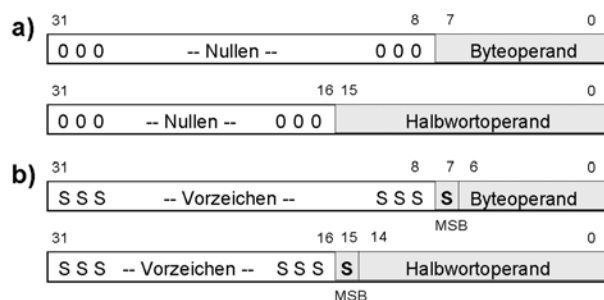 31 8 7 0
a) 0 0 0 -- Nullen -- 0 0 0 Byteoperand
31 16 15 0
0 0 0 -- Nullen -- 0 0 0 Halbwortoperand
31 8 7 6 0
b) S S S -- Vorzeichen -- S S S S Byteoperand
MSB
31 16 15 14 0
S S S -- Vorzeichen -- S S S S Halbwortoperand
MSB